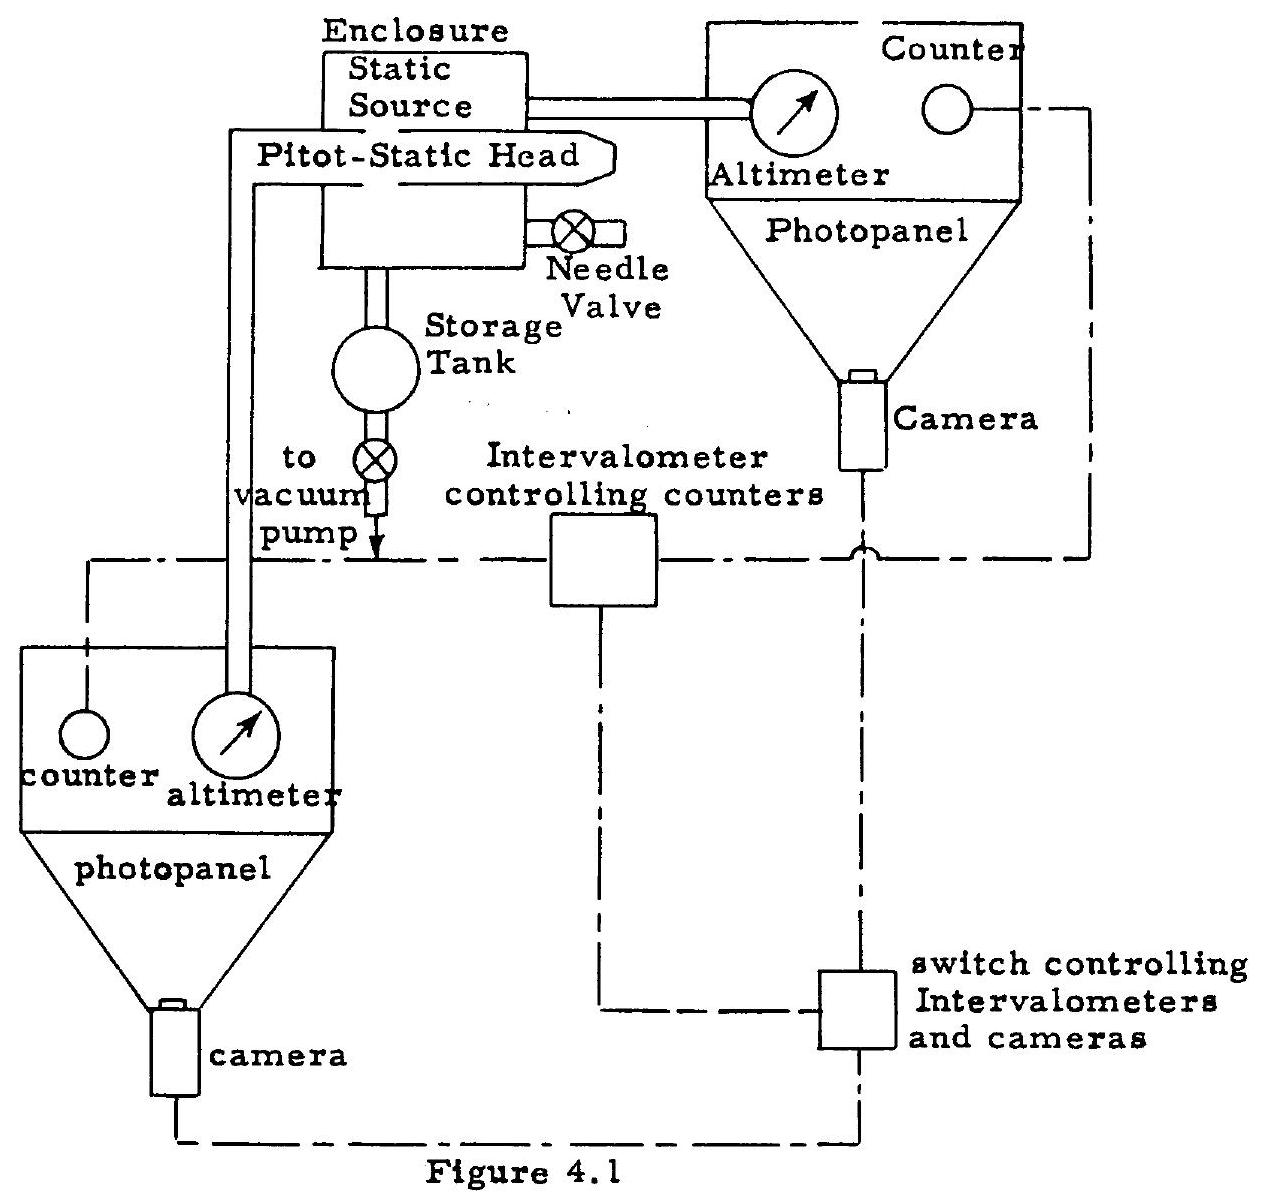 Enclosure
Static
Source
Pitot-Static Head
Counter
Altimeter
Photopanel
Needle
Valve
Storage
Tank
Camera
to
vacuum
pump
Intervalometer
controlling counters
counter
altimeter
photopanel
camera
switch controlling
Intervalometers
and cameras
Figure 4.1